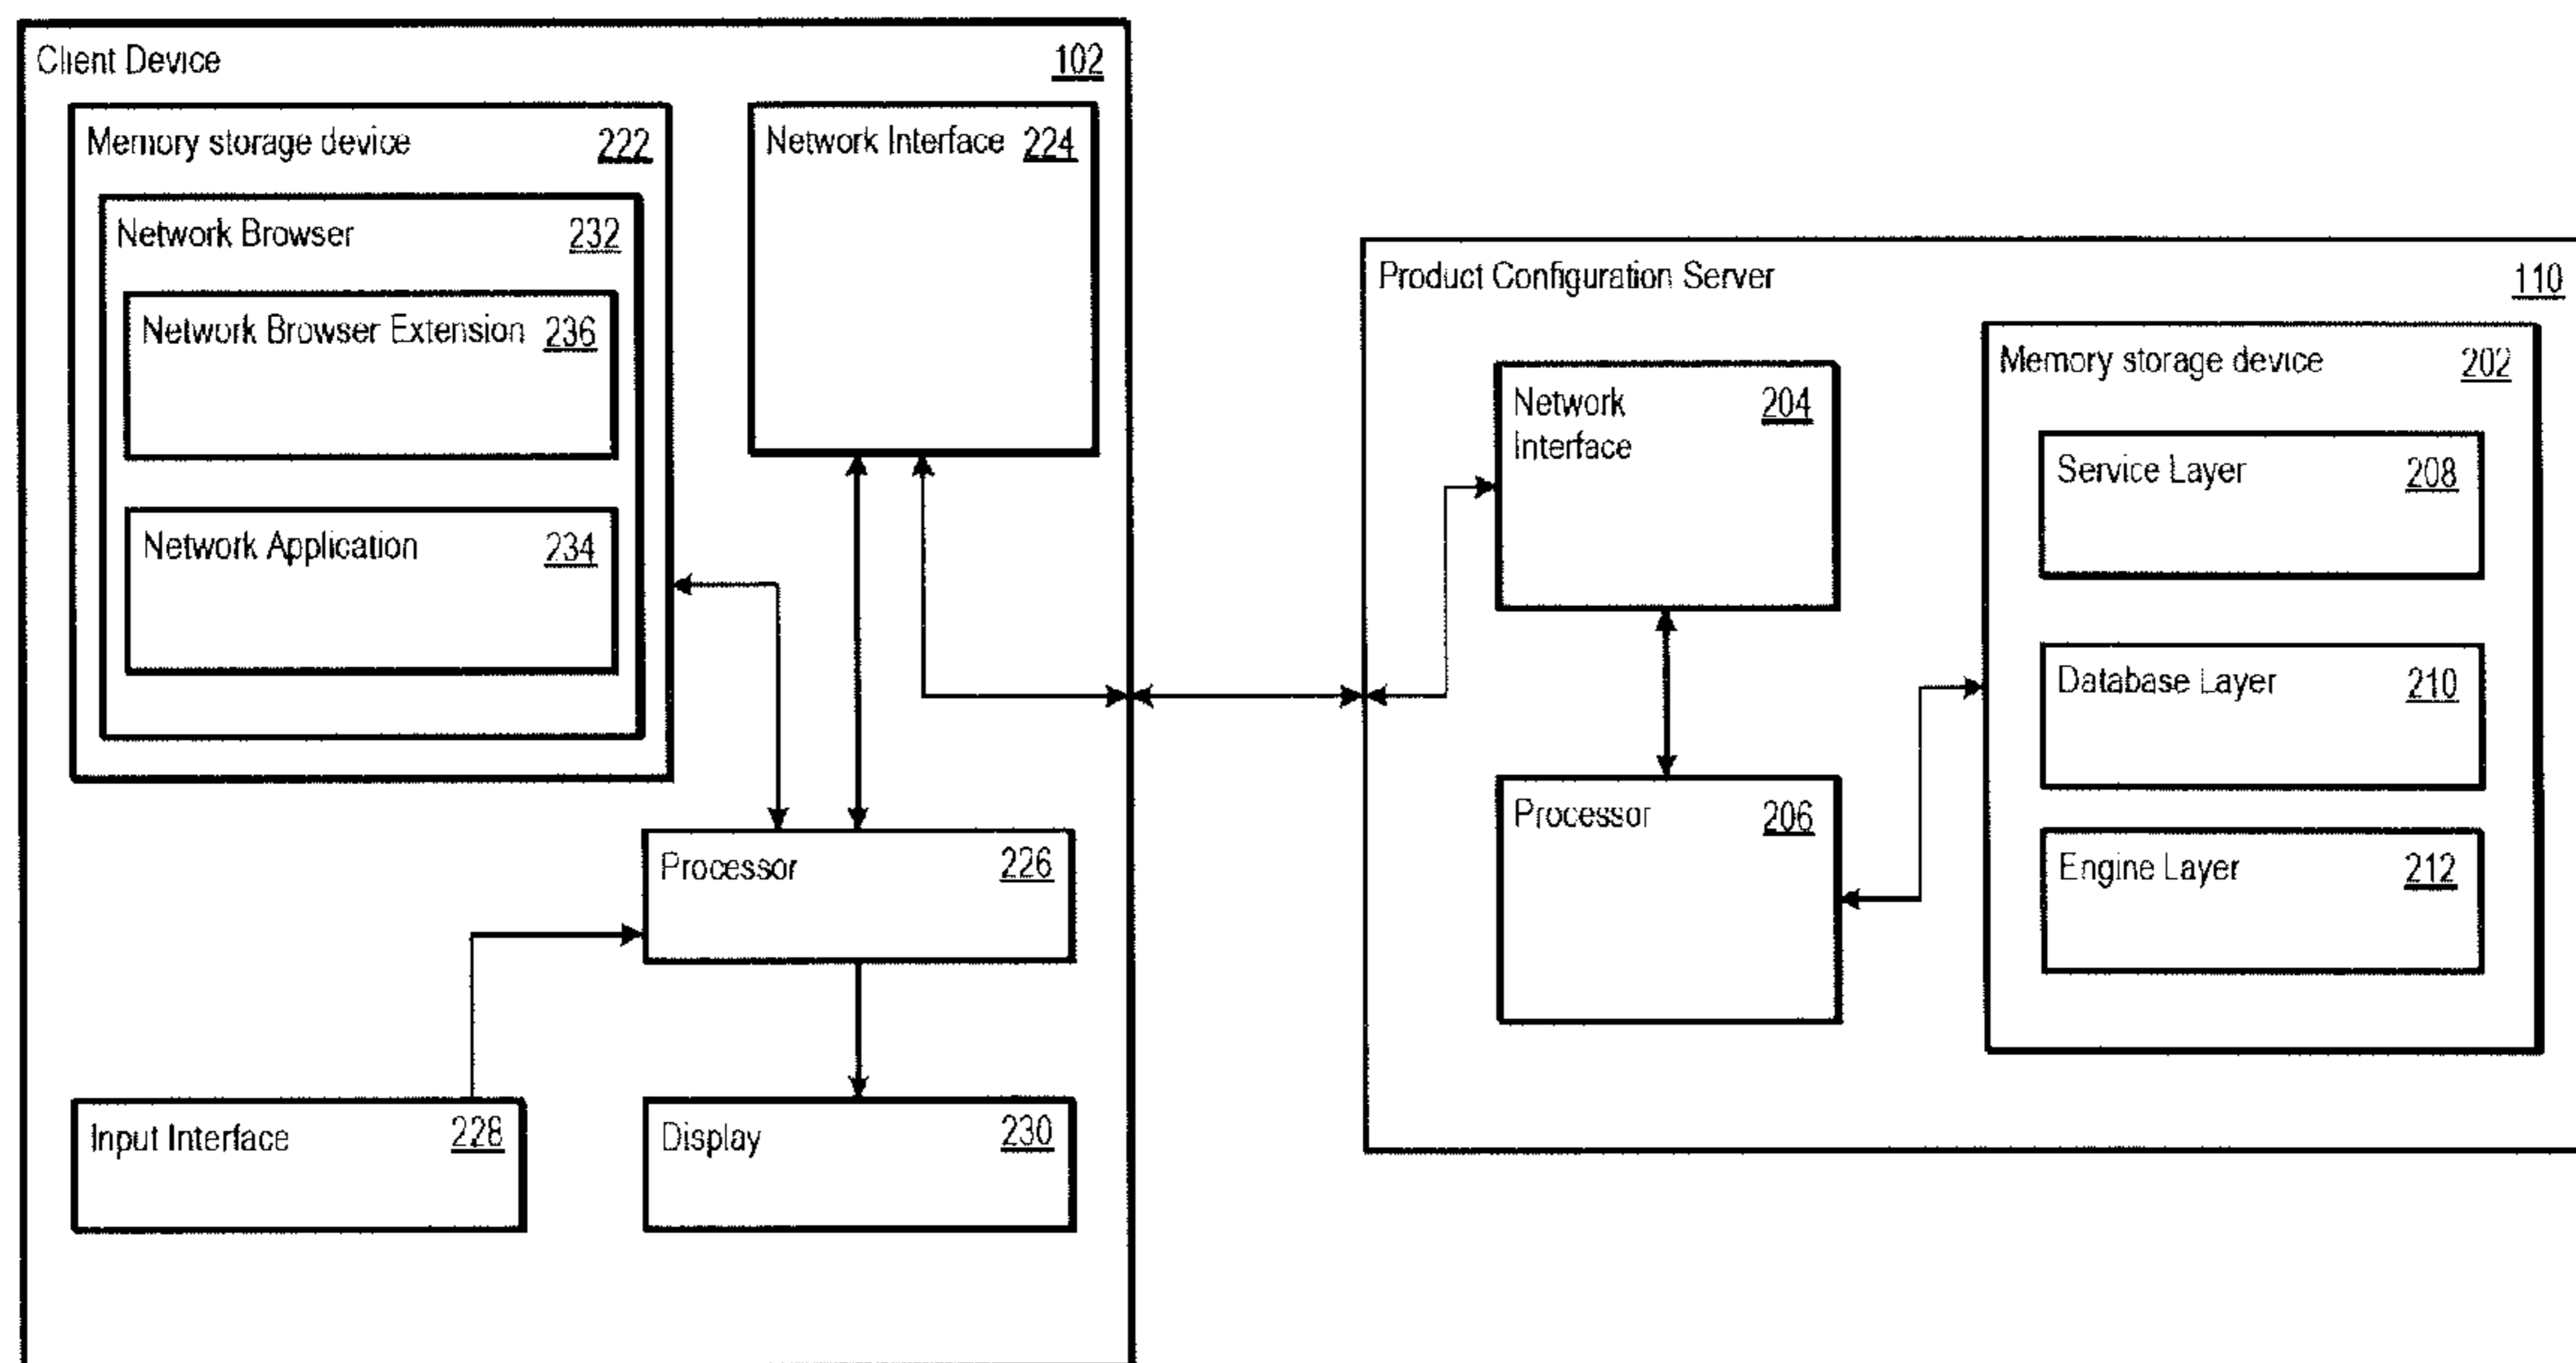 Client Device 102
Memory storage device 222
Network Browser 232
Network Browser Extension 236
Network Application 234
Network Interface 224
Processor 226
Input Interface 228
Display 230
Product Configuration Server 110
Network 204
Interface
Processor 206
Memory storage device 202
Service Layer 208
Database Layer 210
Engine Layer 212